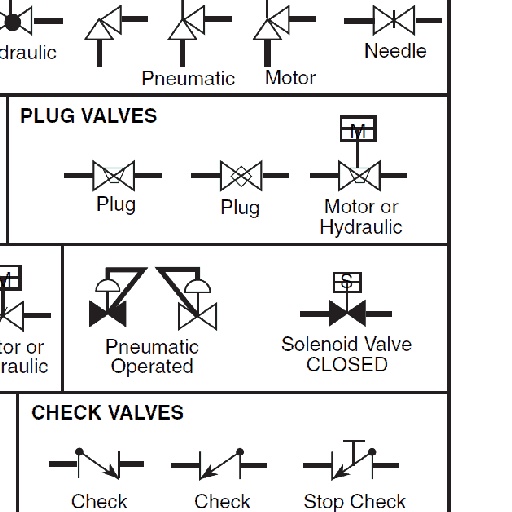 draulic
Needle
Pneumatic
Motor
PLUG VALVES
M
Plug
Plug
Motor or
Hydraulic
M
S
tor or
raulic
Pneumatic
Operated
Solenoid Valve
CLOSED
CHECK VALVES
Check
Check
Stop Check